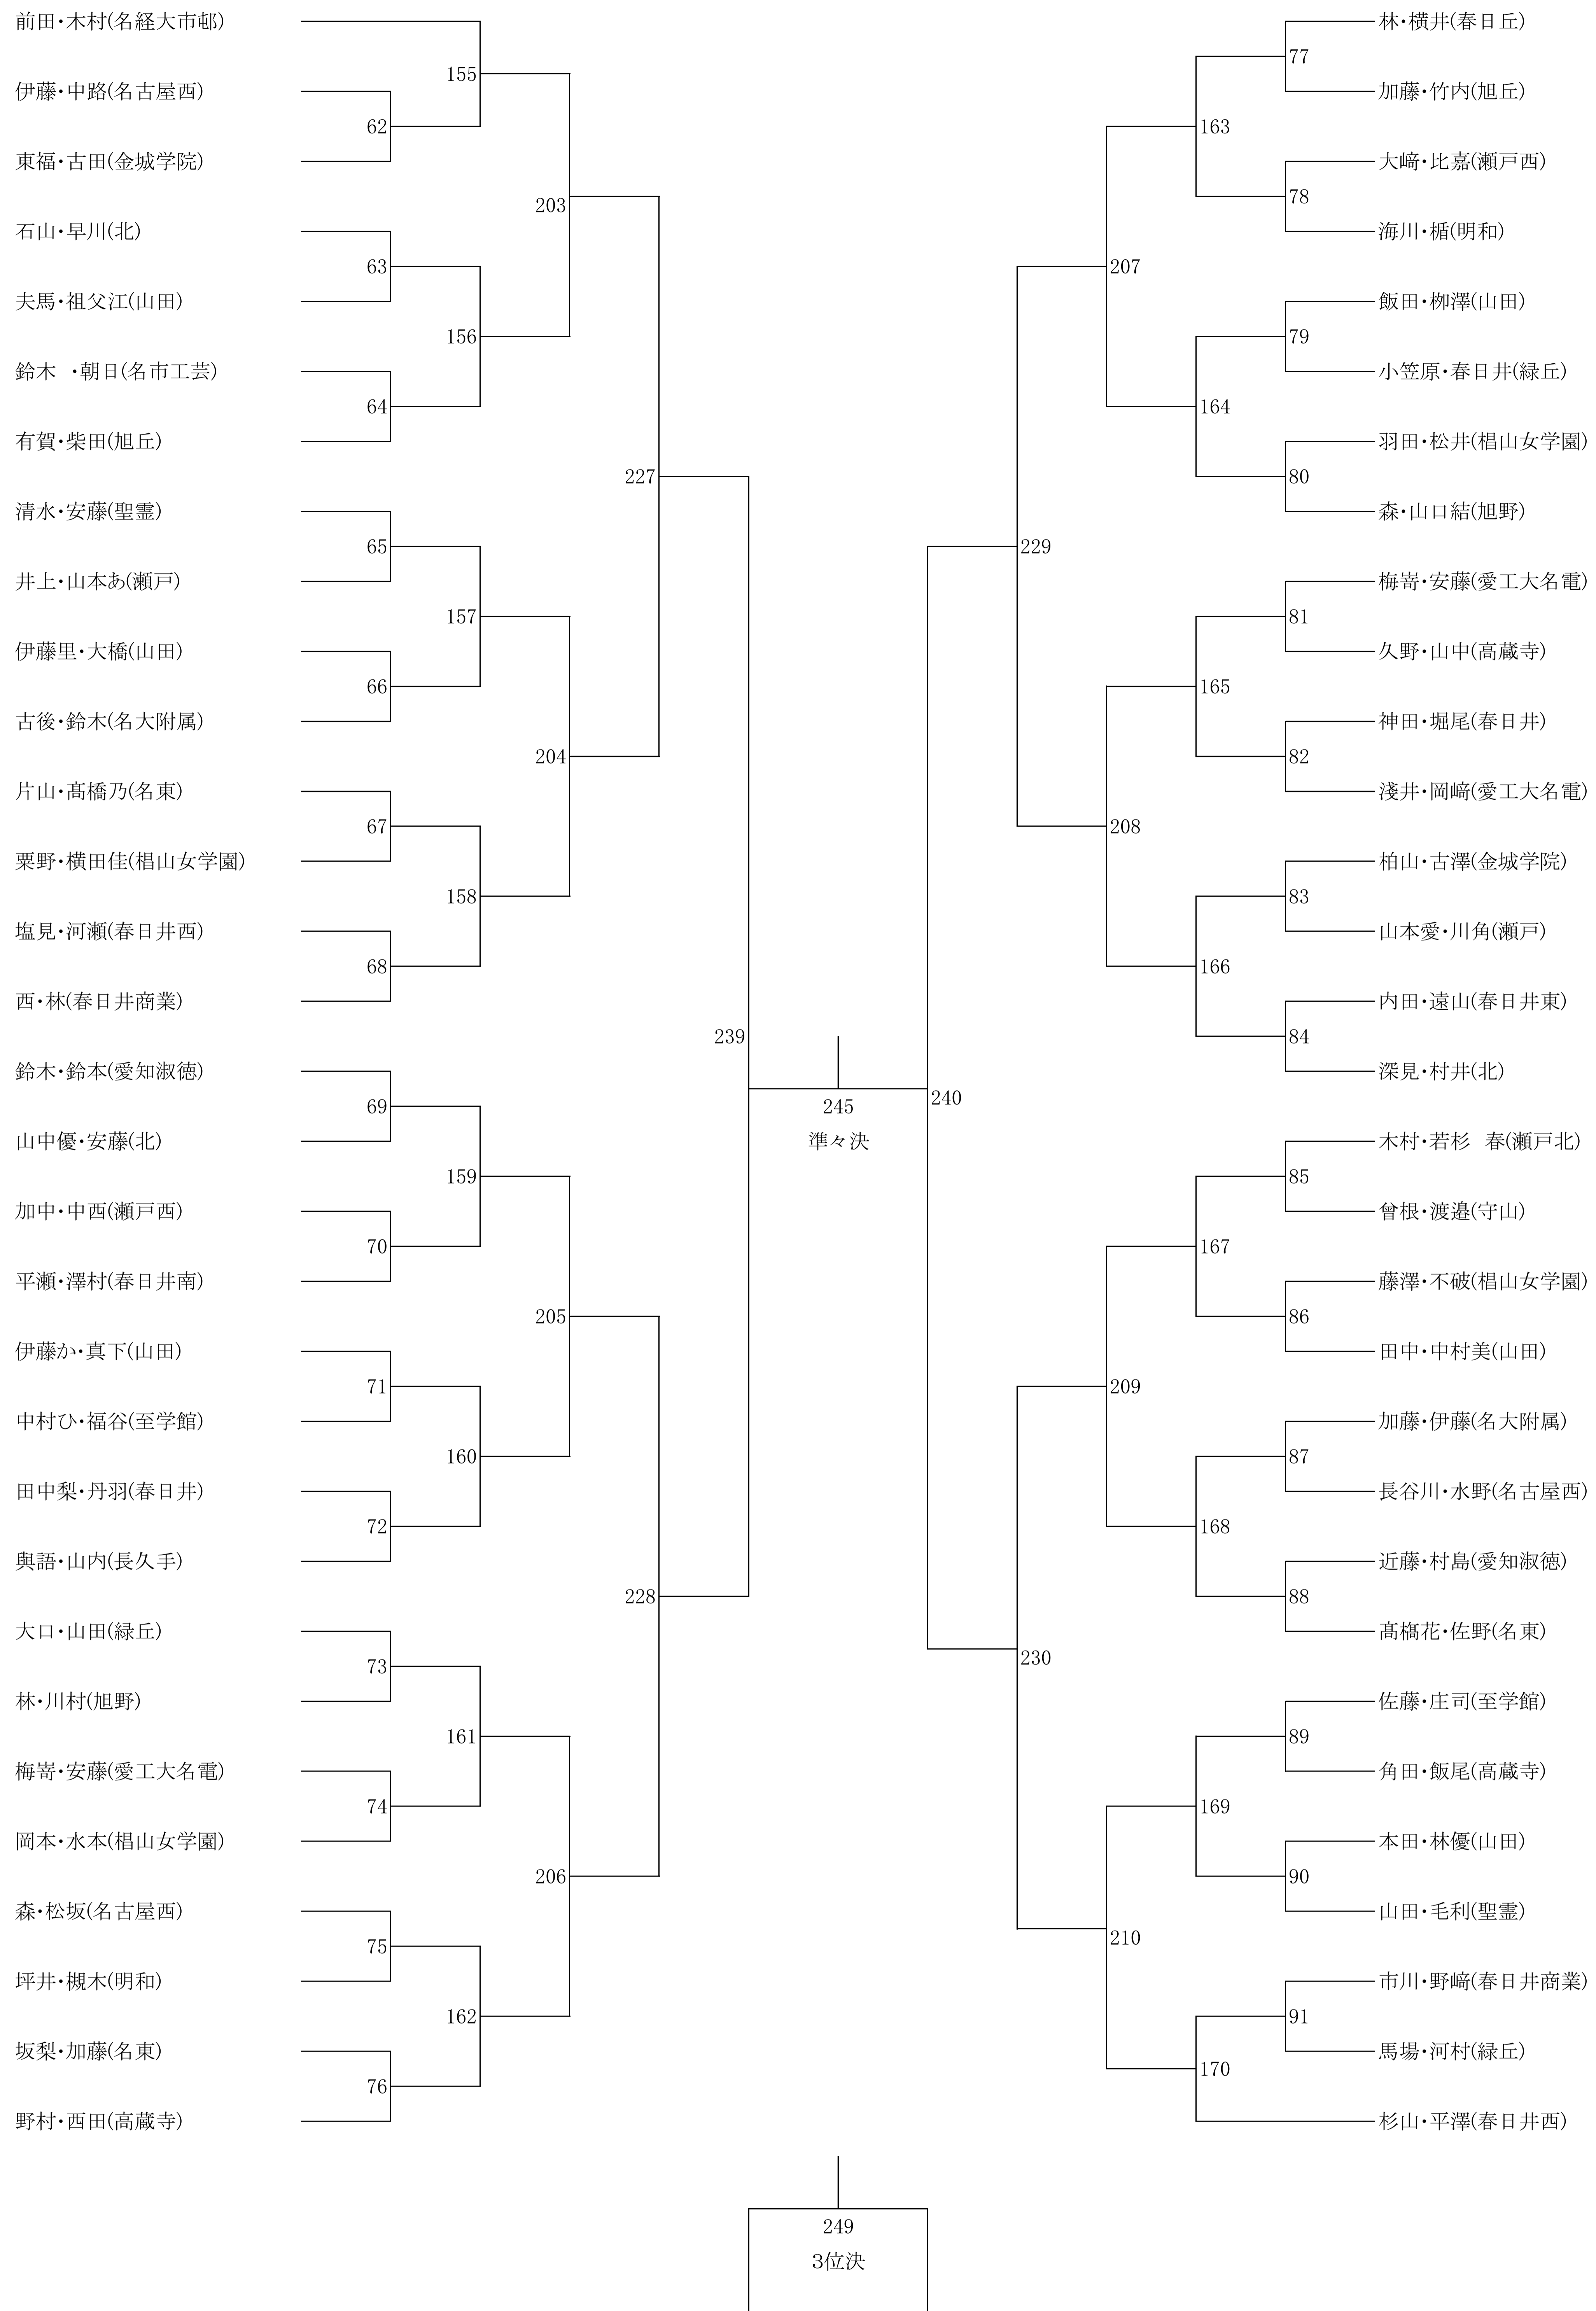 前田・木村(名経大市邨)
155
伊藤・中路(名古屋西)
62
東福・古田(金城学院)
203
石山・早川(北)
63
夫馬・祖父江(山田)
156
鈴木　・朝日(名市工芸)
64
有賀・柴田(旭丘)
227
清水・安藤(聖霊)
65
井上・山本あ(瀬戸)
157
伊藤里・大橋(山田)
66
古後・鈴木(名大附属)
204
片山・髙橋乃(名東)
67
粟野・横田佳(椙山女学園)
158
塩見・河瀬(春日井西)
68
西・林(春日井商業)
239
鈴木・鈴本(愛知淑徳)
69
山中優・安藤(北)
159
加中・中西(瀬戸西)
70
平瀬・澤村(春日井南)
205
伊藤か・真下(山田)
71
中村ひ・福谷(至学館)
160
田中梨・丹羽(春日井)
72
與語・山内(長久手)
228
大口・山田(緑丘)
73
林・川村(旭野)
161
梅嵜・安藤(愛工大名電)
74
岡本・水本(椙山女学園)
206
森・松坂(名古屋西)
75
坪井・槻木(明和)
162
坂梨・加藤(名東)
76
野村・西田(高蔵寺)
245
準々決
林・横井(春日丘)
77
加藤・竹内(旭丘)
163
大﨑・比嘉(瀬戸西)
78
海川・楯(明和)
207
飯田・栁澤(山田)
79
小笠原・春日井(緑丘)
164
羽田・松井(椙山女学園)
80
森・山口結(旭野)
229
梅嵜・安藤(愛工大名電)
81
久野・山中(高蔵寺)
165
神田・堀尾(春日井)
82
淺井・岡﨑(愛工大名電)
208
柏山・古澤(金城学院)
83
山本愛・川角(瀬戸)
166
内田・遠山(春日井東)
84
深見・村井(北)
240
木村・若杉　春(瀬戸北)
85
曾根・渡邉(守山)
167
藤澤・不破(椙山女学園)
86
田中・中村美(山田)
209
加藤・伊藤(名大附属)
87
長谷川・水野(名古屋西)
168
近藤・村島(愛知淑徳)
88
髙槗花・佐野(名東)
230
佐藤・庄司(至学館)
89
角田・飯尾(高蔵寺)
169
本田・林優(山田)
90
山田・毛利(聖霊)
210
市川・野﨑(春日井商業)
91
馬場・河村(緑丘)
170
杉山・平澤(春日井西)
249
3位決